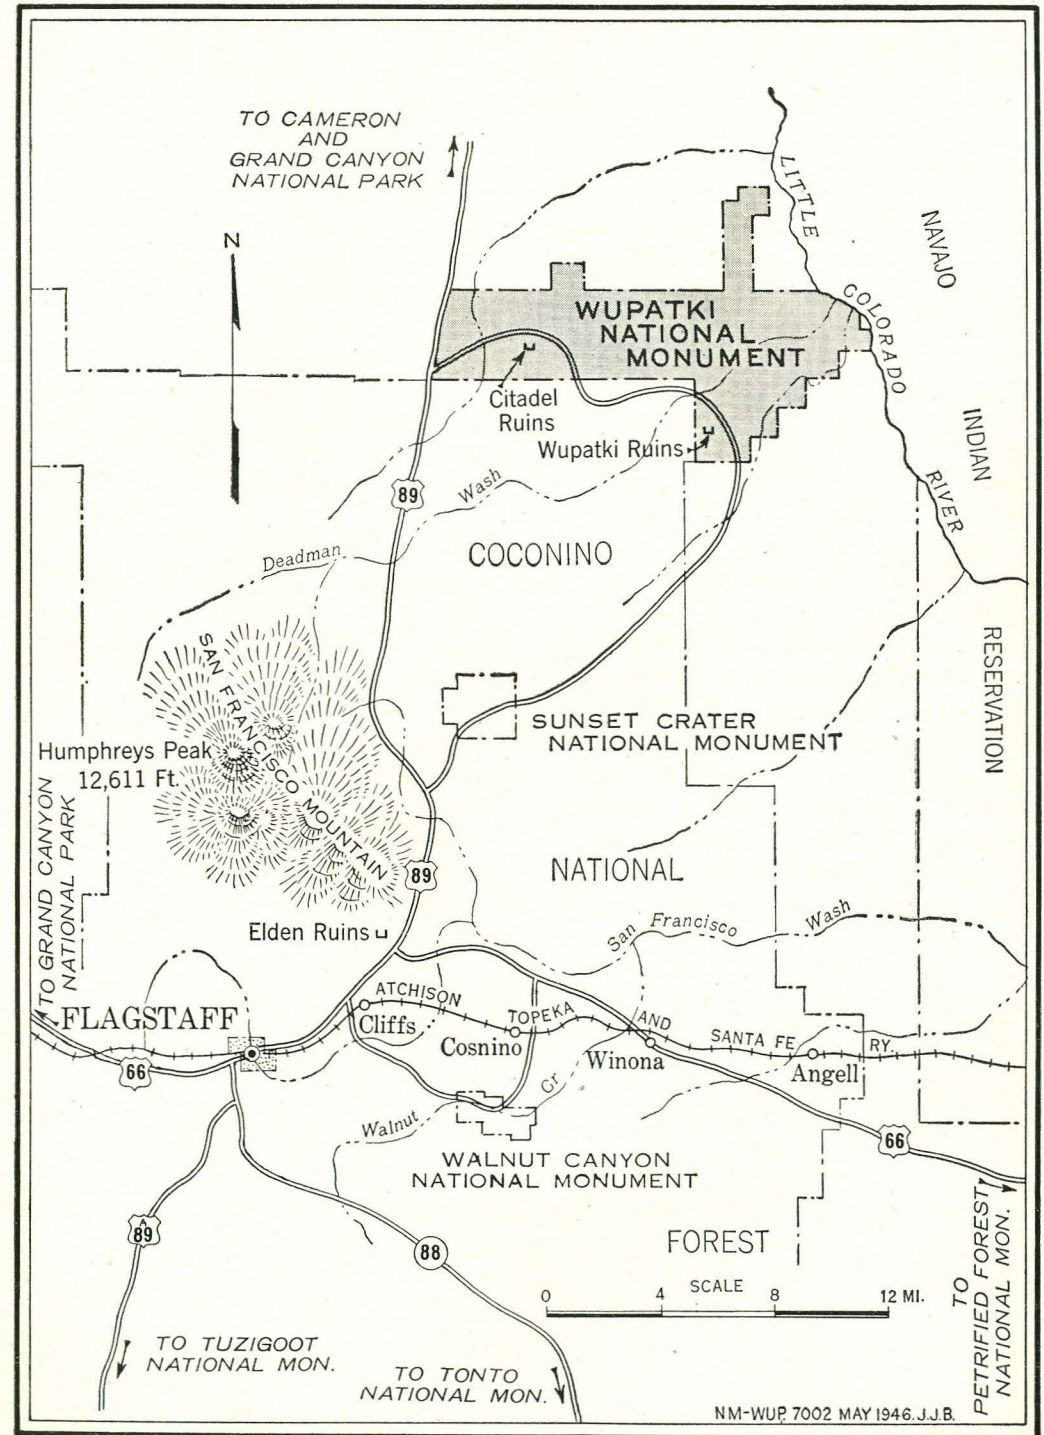 TO CAMERON
AND
GRAND CANYON
NATIONAL PARK
N
LITTLE
COLORADO
RIVER
NAVAJO
INDIAN
RESERVATION
WUPATKI
NATIONAL
MONUMENT
Citadel
Ruins
Wupatki Ruins
89
Deadman
Wash
COCONINO
SAN FRANCISCO MOUNTAIN
Humphreys Peak
12,611 Ft.
SUNSET CRATER
NATIONAL MONUMENT
TO GRAND CANYON
NATIONAL PARK
NATIONAL
89
Elden Ruins
San Francisco Wash
FLAGSTAFF
ATCHISON TOPEKA AND SANTA FE RY.
Cliffs
Cosnino
Winona
Angell
66
Walnut Cr
66
WALNUT CANYON
NATIONAL MONUMENT
A
89
88
FOREST
SCALE
0 4 8 12 MI.
TO
PETRIFIED FOREST
NATIONAL MON.
TO TUZIGOOT
NATIONAL MON.
TO TONTO
NATIONAL MON.
NM-WUP. 7002 MAY 1946. J.J.B.